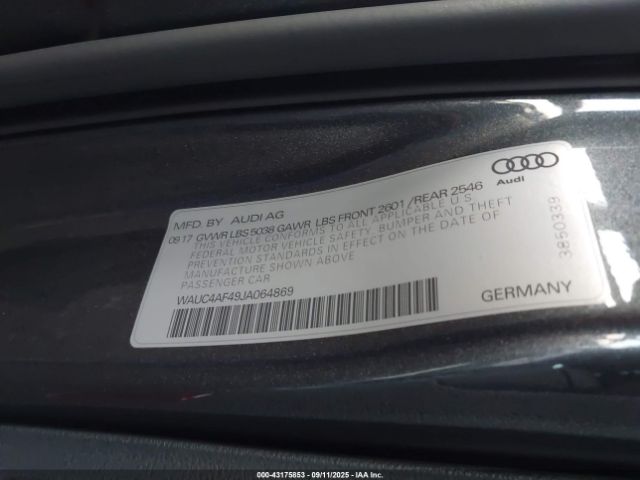 Audi
MFD. BY AUDI AG
09.17 GVWR LBS 5038 GAWR LBS FRONT 2601 / REAR 2546
THIS VEHICLE CONFORMS TO ALL APPLICABLE U S
FEDERAL MOTOR VEHICLE SAFETY, BUMPER AND THEFT
PREVENTION STANDARDS IN EFFECT ON THE DATE OF
MANUFACTURE SHOWN ABOVE
PASSENGER CAR
WAUC4AF49JA064869
GERMANY
3850339
000-43175853 - 09/11/2025 - IAA Inc.